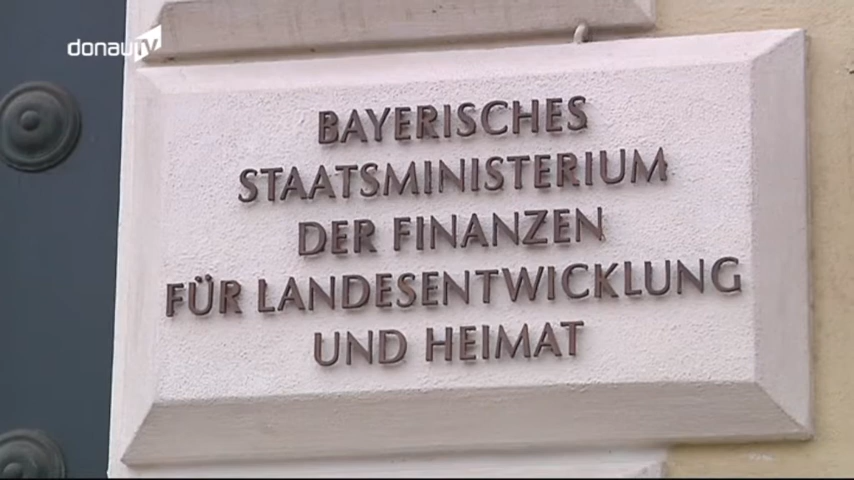 donauTV
BAYERISCHES
STAATSMINISTERIUM
DER FINANZEN
FÜR LANDESENTWICKLUNG
UND HEIMAT